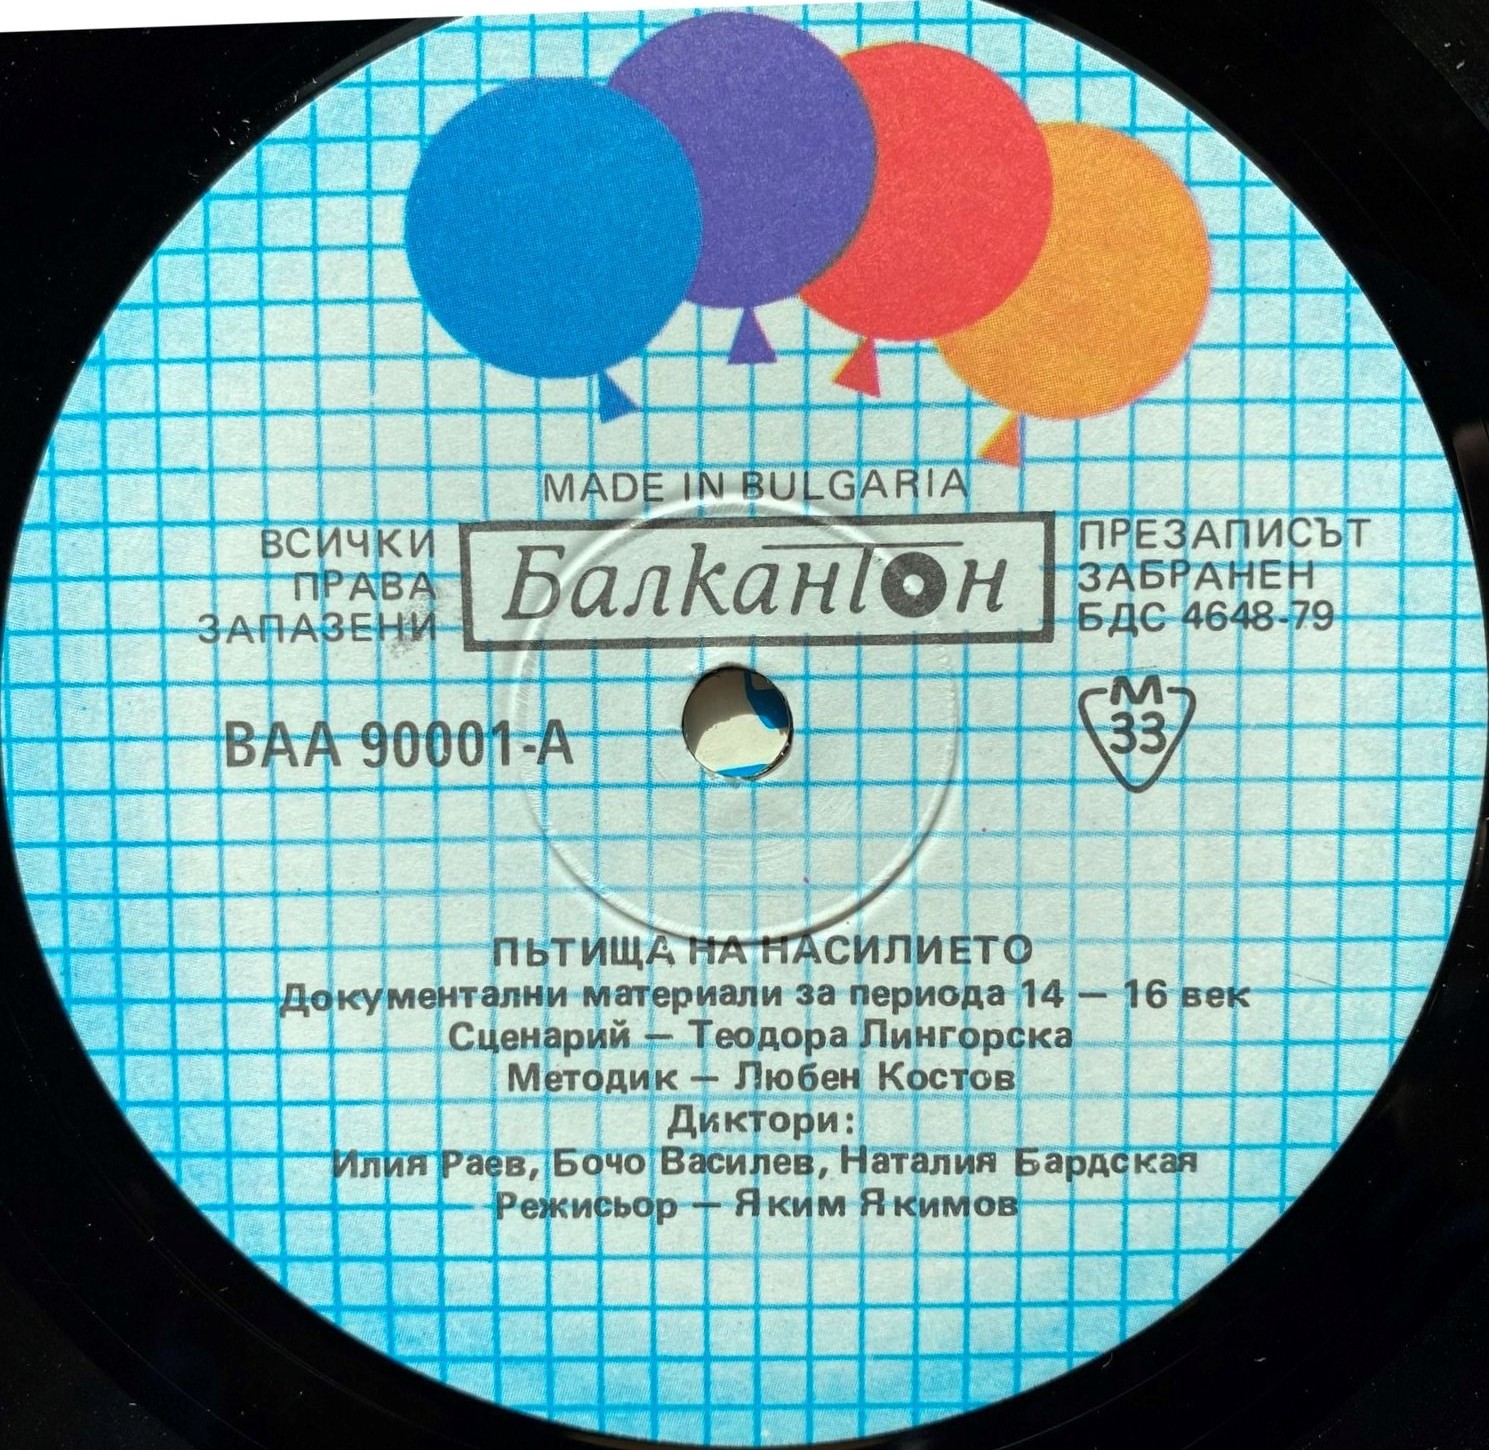 MADE IN BULGARIA
ВСИЧКИ
ПРАВА
ЗАПАЗЕНИ
Балкантон
ПРЕЗАПИСЪТ
ЗАБРАНЕН
БДС 4648-79
ВАА 90001-А
М
33
ПЪТИЩА НА НАСИЛИЕТО
Документални материали за периода 14 — 16 век
Сценарий — Теодора Лингорска
Методик — Любен Костов
Диктори:
Илия Раев, Бочо Василев, Наталия Бардская
Режисьор — Яким Якимов